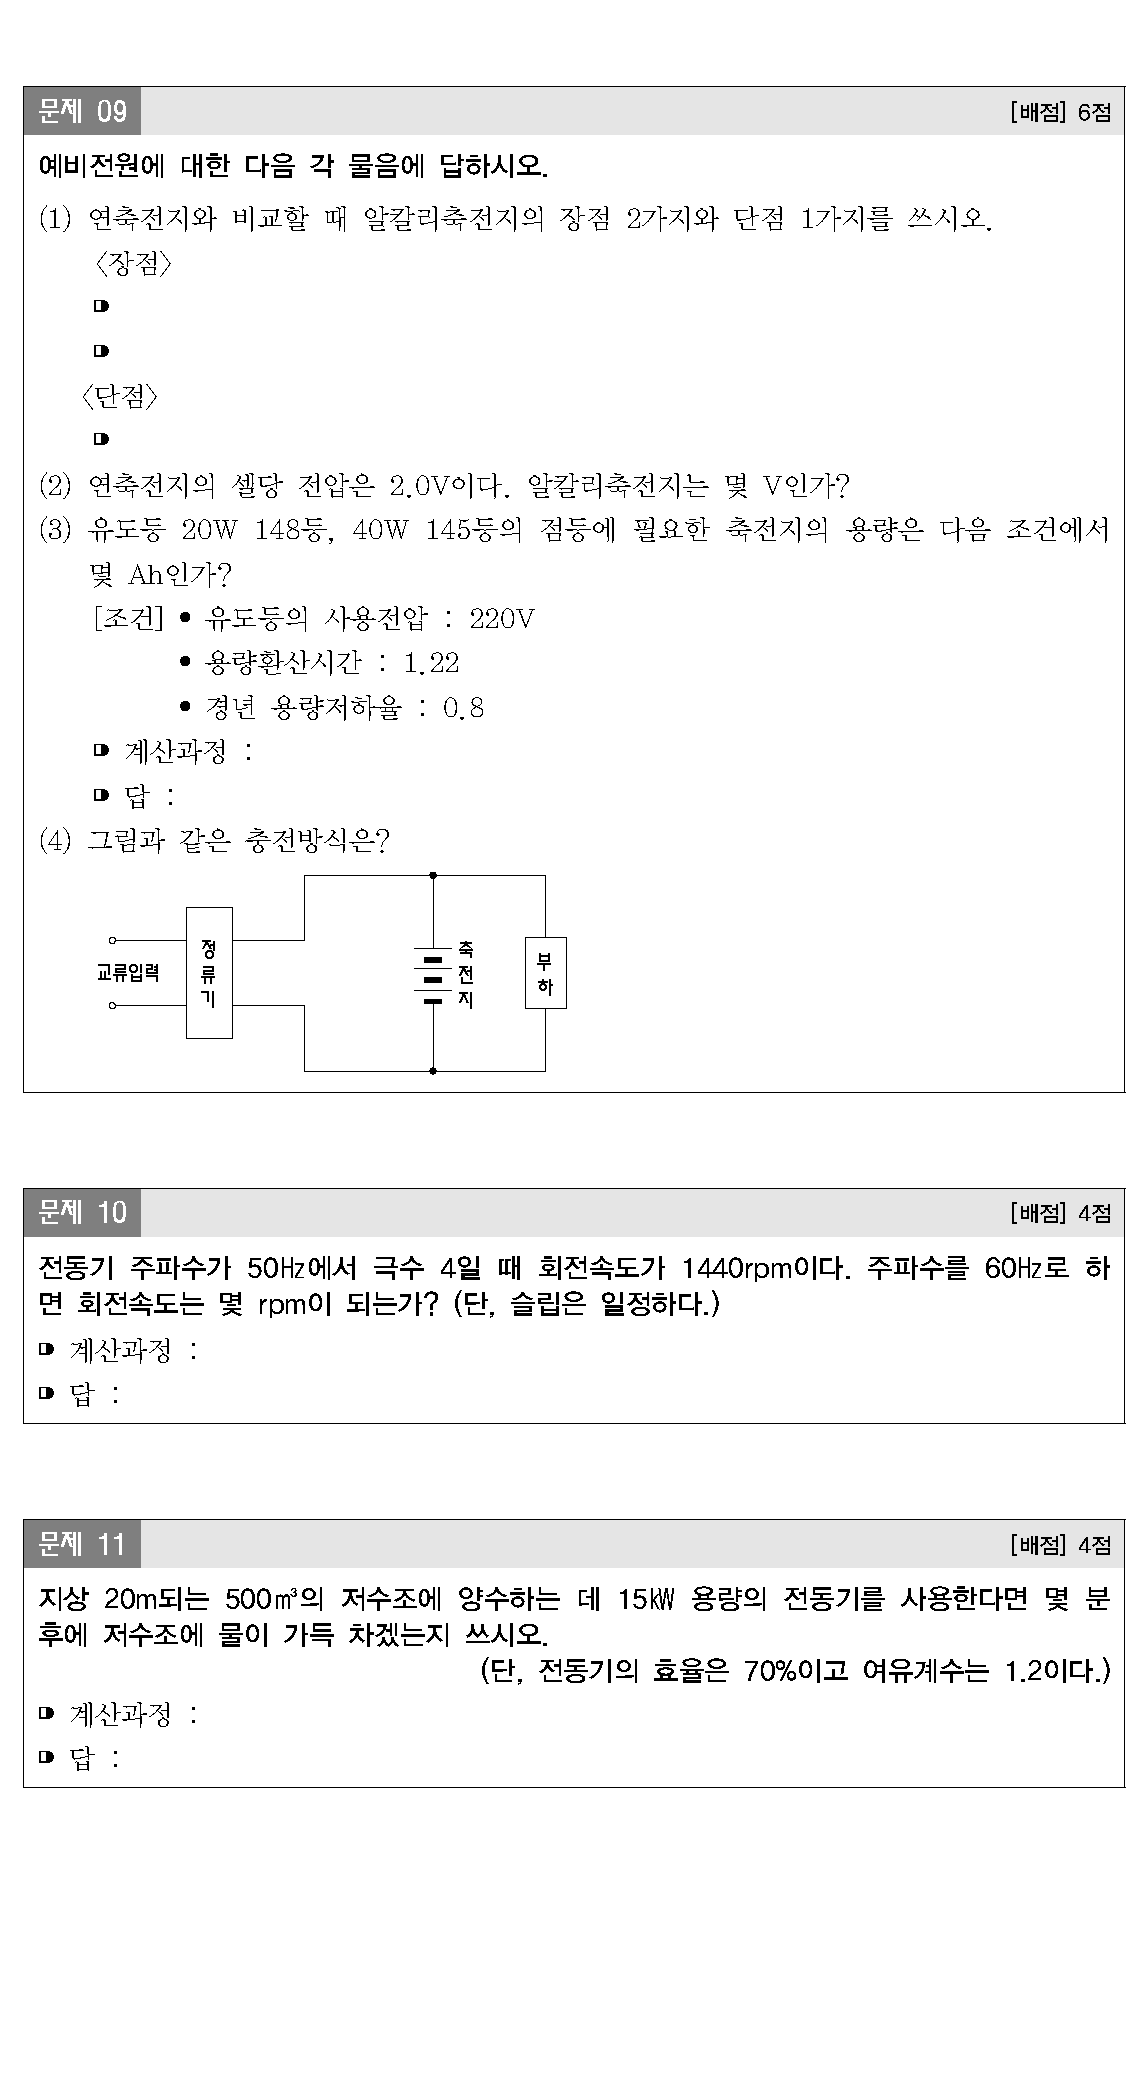 문제 09 [배점] 6점
예비전원에 대한 다음 각 물음에 답하시오.
(1) 연축전지와 비교할 때 알칼리축전지의 장점 2가지와 단점 1가지를 쓰시오.
〈장점〉
〈단점〉
(2) 연축전지의 셀당 전압은 2.0V이다. 알칼리축전지는 몇 V인가?
(3) 유도등 20W 148등, 40W 145등의 점등에 필요한 축전지의 용량은 다음 조건에서
몇 Ah인가?
[조건] • 유도등의 사용전압 : 220V
• 용량환산시간 : 1.22
• 경년 용량저하율 : 0.8
계산과정 :
답 :
(4) 그림과 같은 충전방식은?
교류입력
정류기
축전지
부하
문제 10 [배점] 4점
전동기 주파수가 50㎐에서 극수 4일 때 회전속도가 1440rpm이다. 주파수를 60㎐로 하
면 회전속도는 몇 rpm이 되는가? (단, 슬립은 일정하다.)
계산과정 :
답 :
문제 11 [배점] 4점
지상 20m되는 500㎥의 저수조에 양수하는 데 15㎾ 용량의 전동기를 사용한다면 몇 분
후에 저수조에 물이 가득 차겠는지 쓰시오.
(단, 전동기의 효율은 70%이고 여유계수는 1.2이다.)
계산과정 :
답 :